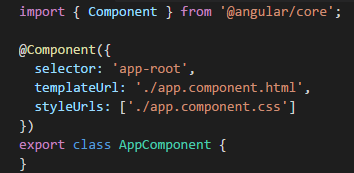 import { Component } from '@angular/core';
@Component({
  selector: 'app-root',
  templateUrl: './app.component.html',
  styleUrls: ['./app.component.css']
})
export class AppComponent {
}